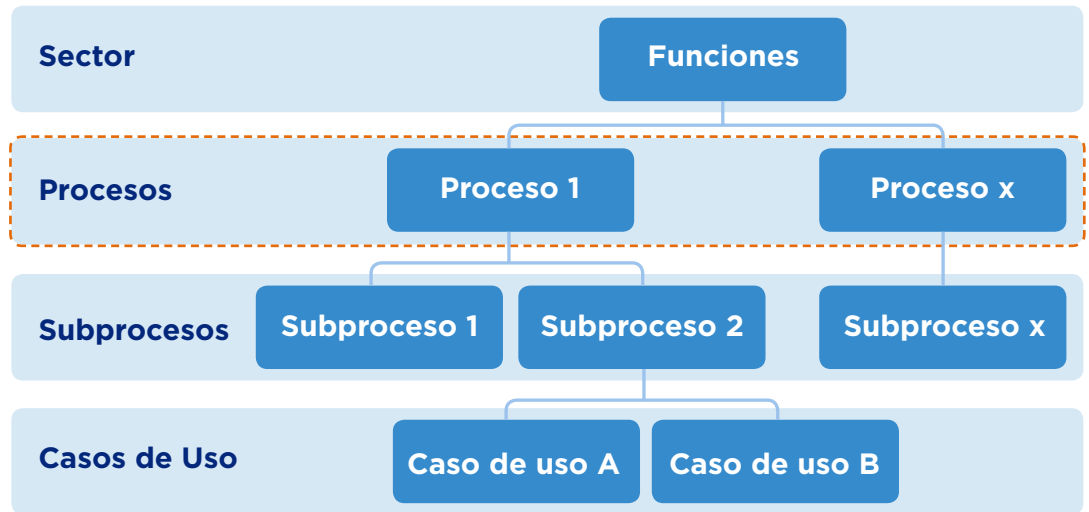 Sector
Funciones
Procesos
Proceso 1
Proceso x
Subprocesos
Subproceso 1
Subproceso 2
Subproceso x
Casos de Uso
Caso de uso A
Caso de uso B